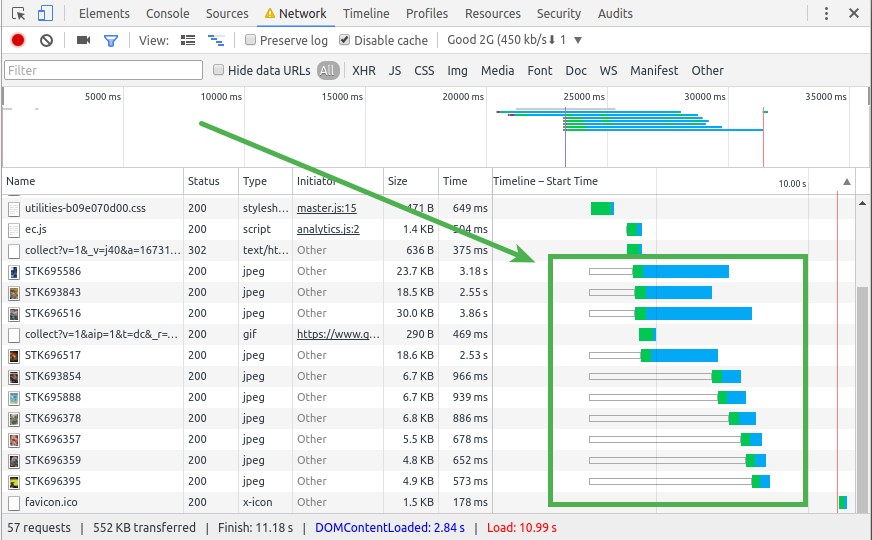 Elements Console Sources Network Timeline Profiles Resources Security Audits
View: Preserve log Disable cache Good 2G (450 kb/s⬇ 1 ▼
Filter Hide data URLs All XHR JS CSS Img Media Font Doc WS Manifest Other
5000 ms 10000 ms 15000 ms 20000 ms 25000 ms 30000 ms 35000 ms
Name Status Type Initiator Size Time Timeline – Start Time 10.00 s ▲
utilities-b09e070d00.css 200 stylesh... master.js:15 471 B 649 ms
ec.js 200 script analytics.js:2 1.4 KB 504 ms
collect?v=1&_v=j40&a=16731... 302 text/ht... Other 636 B 375 ms
STK695586 200 jpeg Other 23.7 KB 3.18 s
STK693843 200 jpeg Other 18.5 KB 2.55 s
STK696516 200 jpeg Other 30.0 KB 3.86 s
collect?v=1&aip=1&t=dc&_r=... 200 gif https://www.g... 290 B 469 ms
STK696517 200 jpeg Other 18.6 KB 2.53 s
STK693854 200 jpeg Other 6.7 KB 966 ms
STK695888 200 jpeg Other 6.7 KB 939 ms
STK696378 200 jpeg Other 6.8 KB 886 ms
STK696357 200 jpeg Other 5.5 KB 678 ms
STK696359 200 jpeg Other 4.8 KB 652 ms
STK696395 200 jpeg Other 4.9 KB 573 ms
favicon.ico 200 x-icon Other 1.5 KB 178 ms
57 requests | 552 KB transferred | Finish: 11.18 s | DOMContentLoaded: 2.84 s | Load: 10.99 s